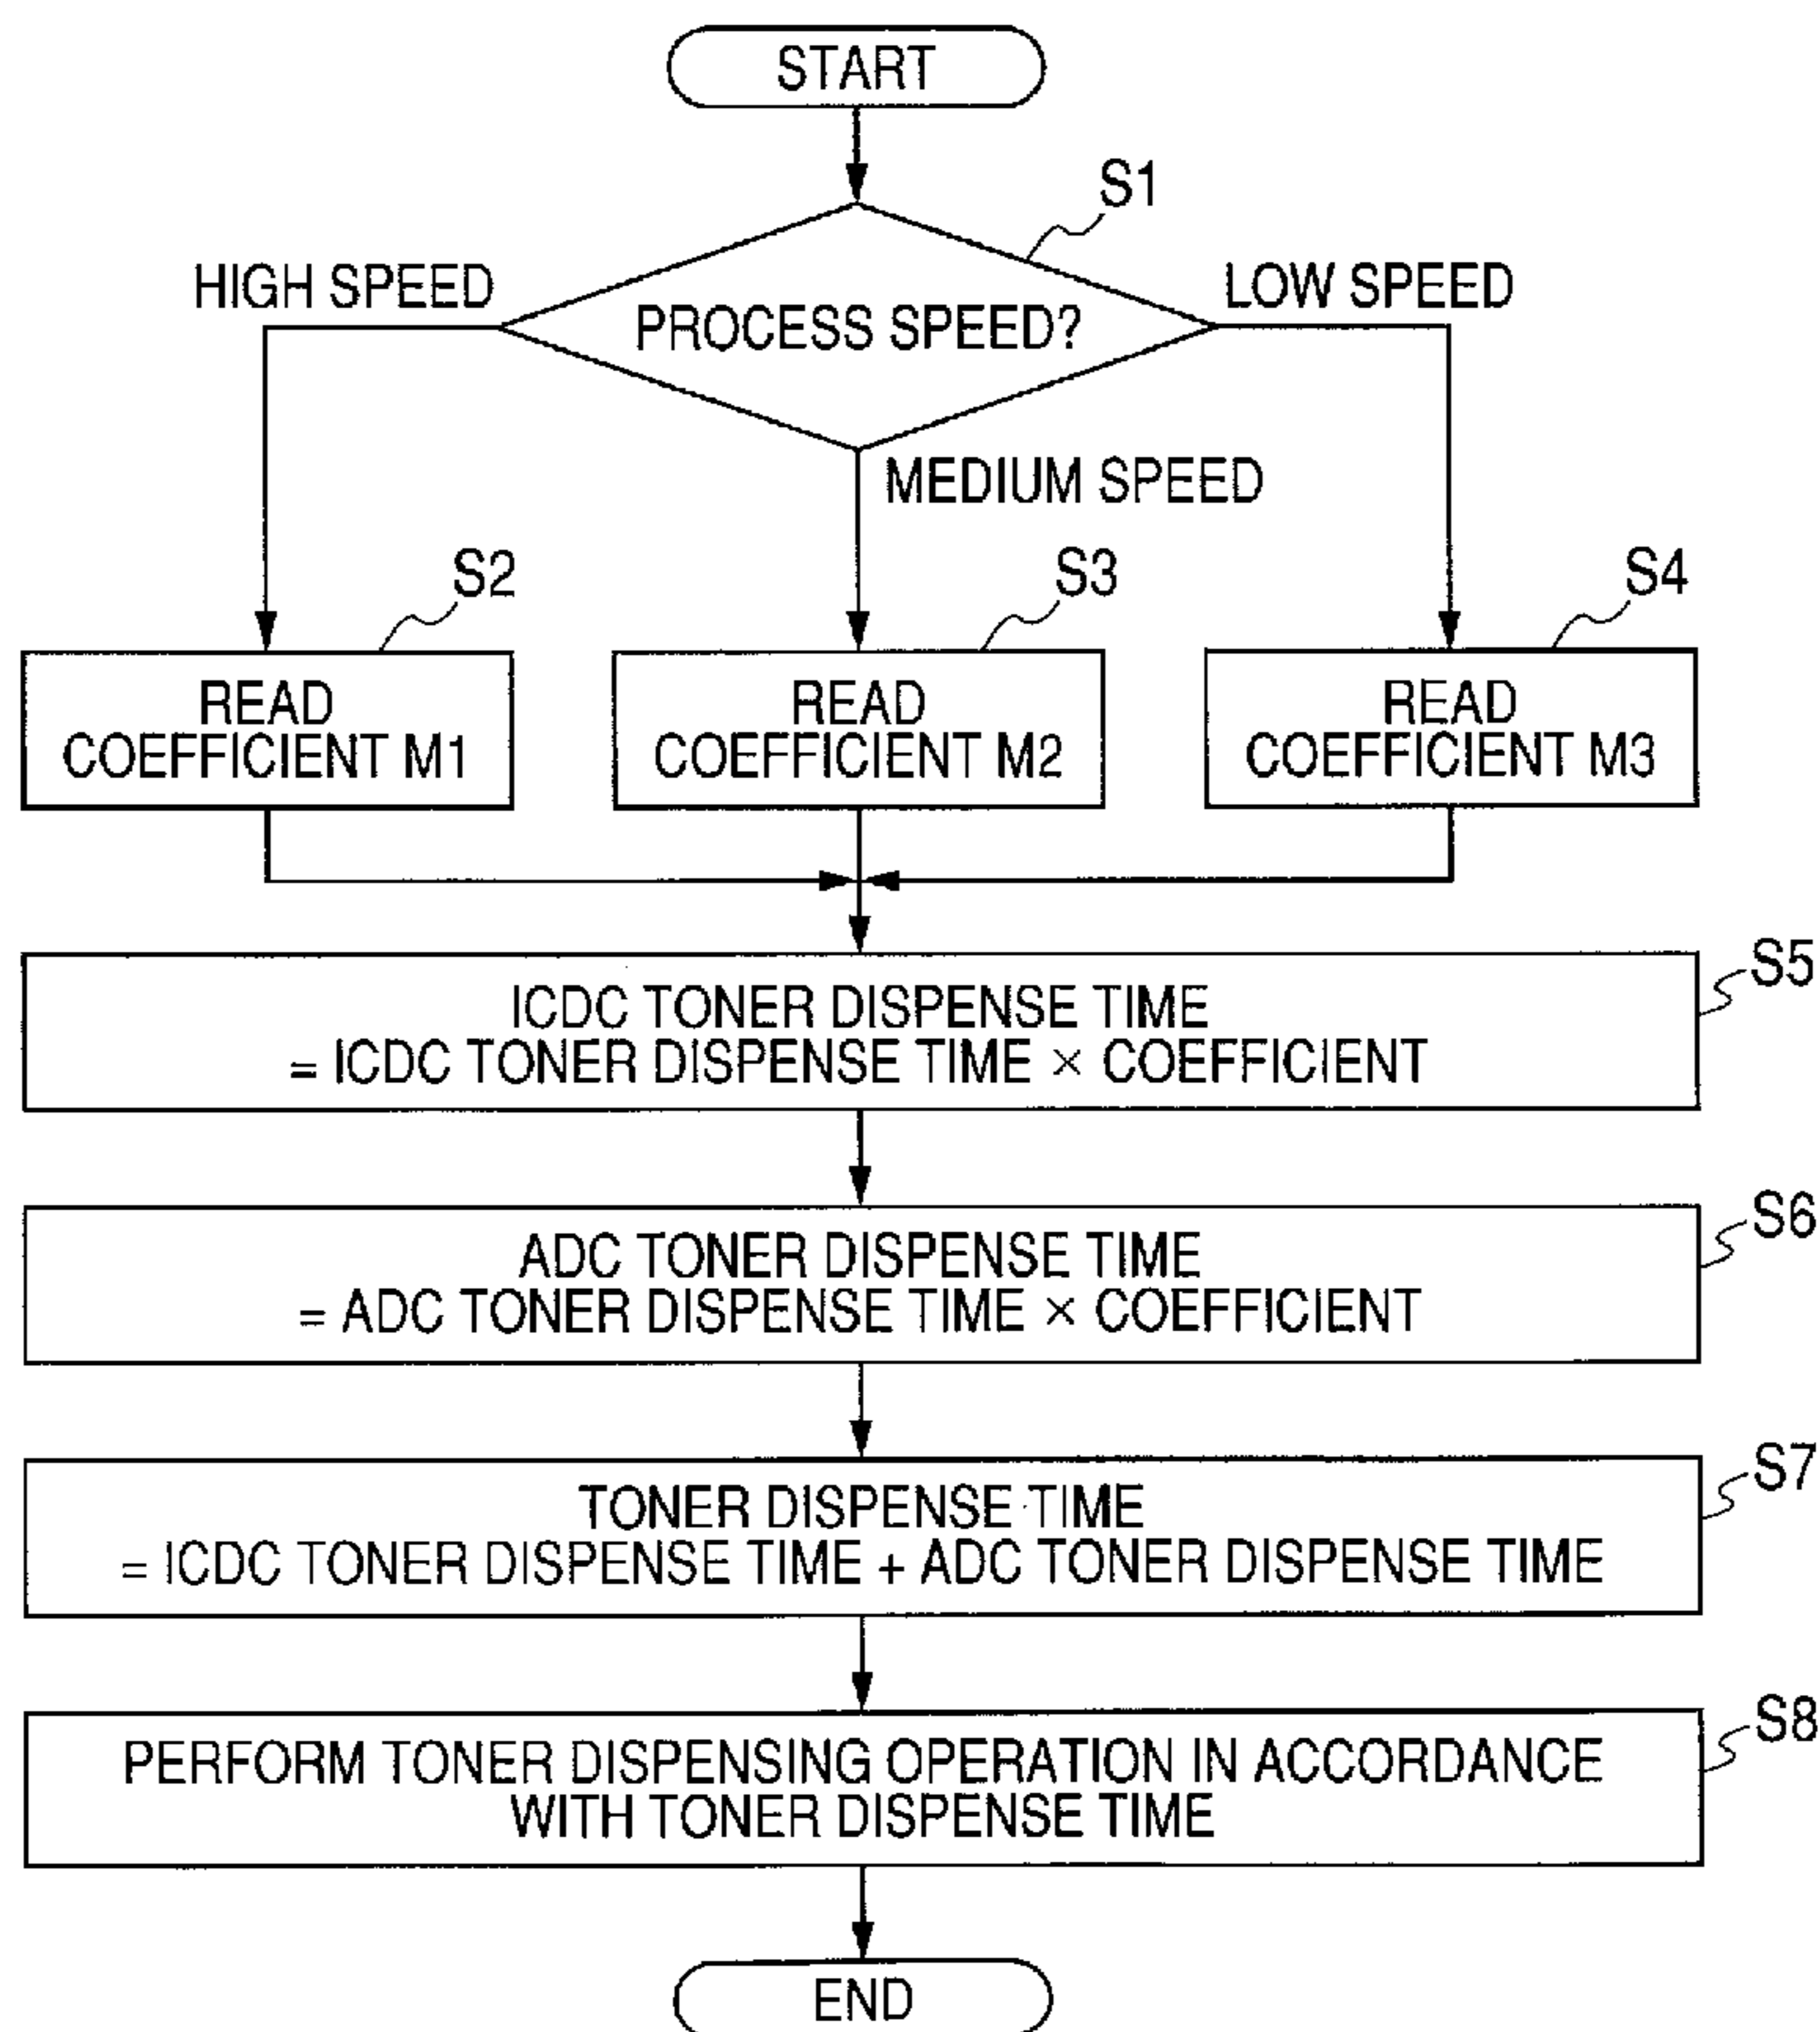 START
S1
HIGH SPEED
LOW SPEED
PROCESS SPEED?
MEDIUM SPEED
S2
S3
S4
READ
COEFFICIENT M1
READ
COEFFICIENT M2
READ
COEFFICIENT M3
S5
ICDC TONER DISPENSE TIME
= ICDC TONER DISPENSE TIME × COEFFICIENT
S6
ADC TONER DISPENSE TIME
= ADC TONER DISPENSE TIME × COEFFICIENT
S7
TONER DISPENSE TIME
= ICDC TONER DISPENSE TIME + ADC TONER DISPENSE TIME
S8
PERFORM TONER DISPENSING OPERATION IN ACCORDANCE
WITH TONER DISPENSE TIME
END